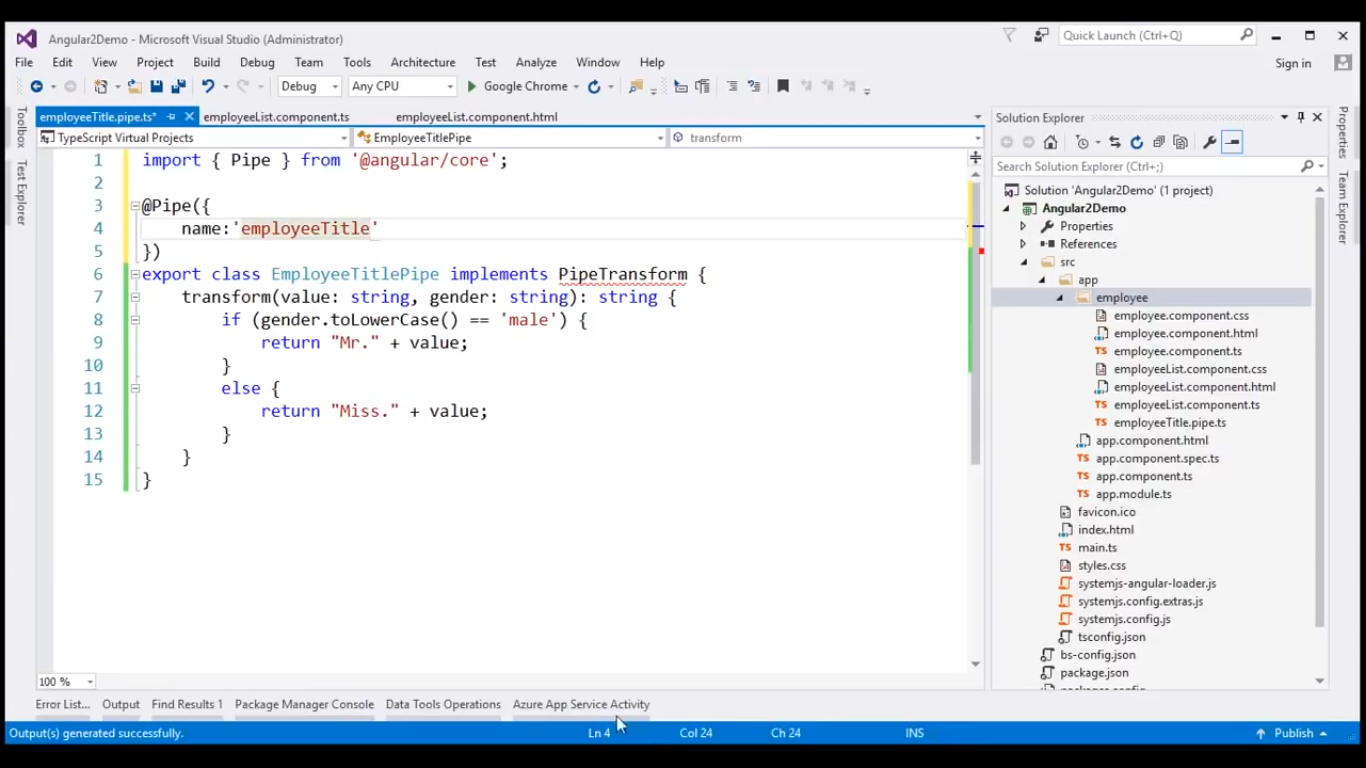 Angular2Demo - Microsoft Visual Studio (Administrator)
Quick Launch (Ctrl+Q)
File Edit View Project Build Debug Team Tools Architecture Test Analyze Window Help
Sign in
Debug Any CPU Google Chrome
employeeTitle.pipe.ts* employeeList.component.ts employeeList.component.html
TypeScript Virtual Projects EmployeeTitlePipe transform
Toolbox
Test Explorer
1 import { Pipe } from '@angular/core';
2
3 @Pipe({
4 name:'employeeTitle'
5 })
6 export class EmployeeTitlePipe implements PipeTransform {
7 transform(value: string, gender: string): string {
8 if (gender.toLowerCase() == 'male') {
9 return "Mr." + value;
10 }
11 else {
12 return "Miss." + value;
13 }
14 }
15 }
100 %
Solution Explorer
Search Solution Explorer (Ctrl+;)
Solution 'Angular2Demo' (1 project)
Angular2Demo
Properties
References
src
app
employee
employee.component.css
employee.component.html
TS employee.component.ts
employeeList.component.css
employeeList.component.html
TS employeeList.component.ts
TS employeeTitle.pipe.ts
app.component.html
TS app.component.spec.ts
TS app.component.ts
TS app.module.ts
favicon.ico
index.html
TS main.ts
styles.css
systemjs-angular-loader.js
systemjs.config.extras.js
systemjs.config.js
tsconfig.json
bs-config.json
package.json
Properties
Team Explorer
Error List... Output Find Results 1 Package Manager Console Data Tools Operations Azure App Service Activity
Output(s) generated successfully. Ln 4 Col 24 Ch 24 INS Publish